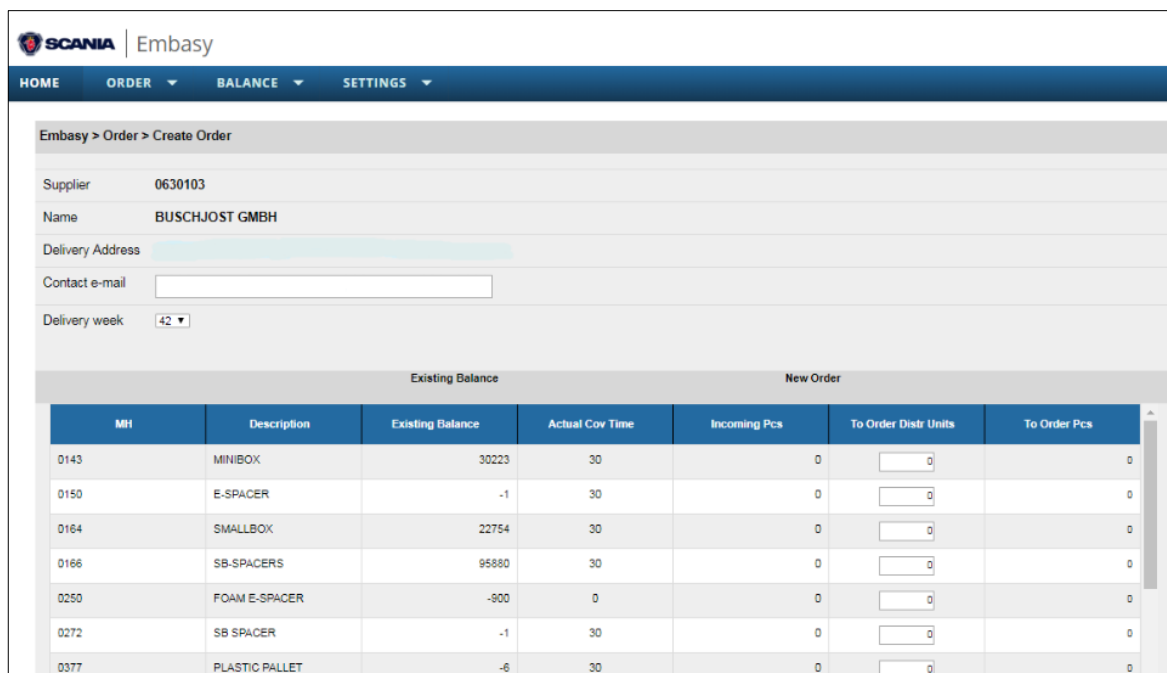 SCANIA Embasy
HOME ORDER BALANCE SETTINGS
Embasy > Order > Create Order
Supplier 0630103
Name BUSCHJOST GMBH
Delivery Address
Contact e-mail
Delivery week 42
Existing Balance New Order
MH Description Existing Balance Actual Cov Time Incoming Pcs To Order Distr Units To Order Pcs
0143 MINIBOX 30223 30 0 0 0
0150 E-SPACER -1 30 0 0 0
0164 SMALLBOX 22754 30 0 0 0
0166 SB-SPACERS 95880 30 0 0 0
0250 FOAM E-SPACER -900 0 0 0 0
0272 SB SPACER -1 30 0 0 0
0377 PLASTIC PALLET -6 30 0 0 0